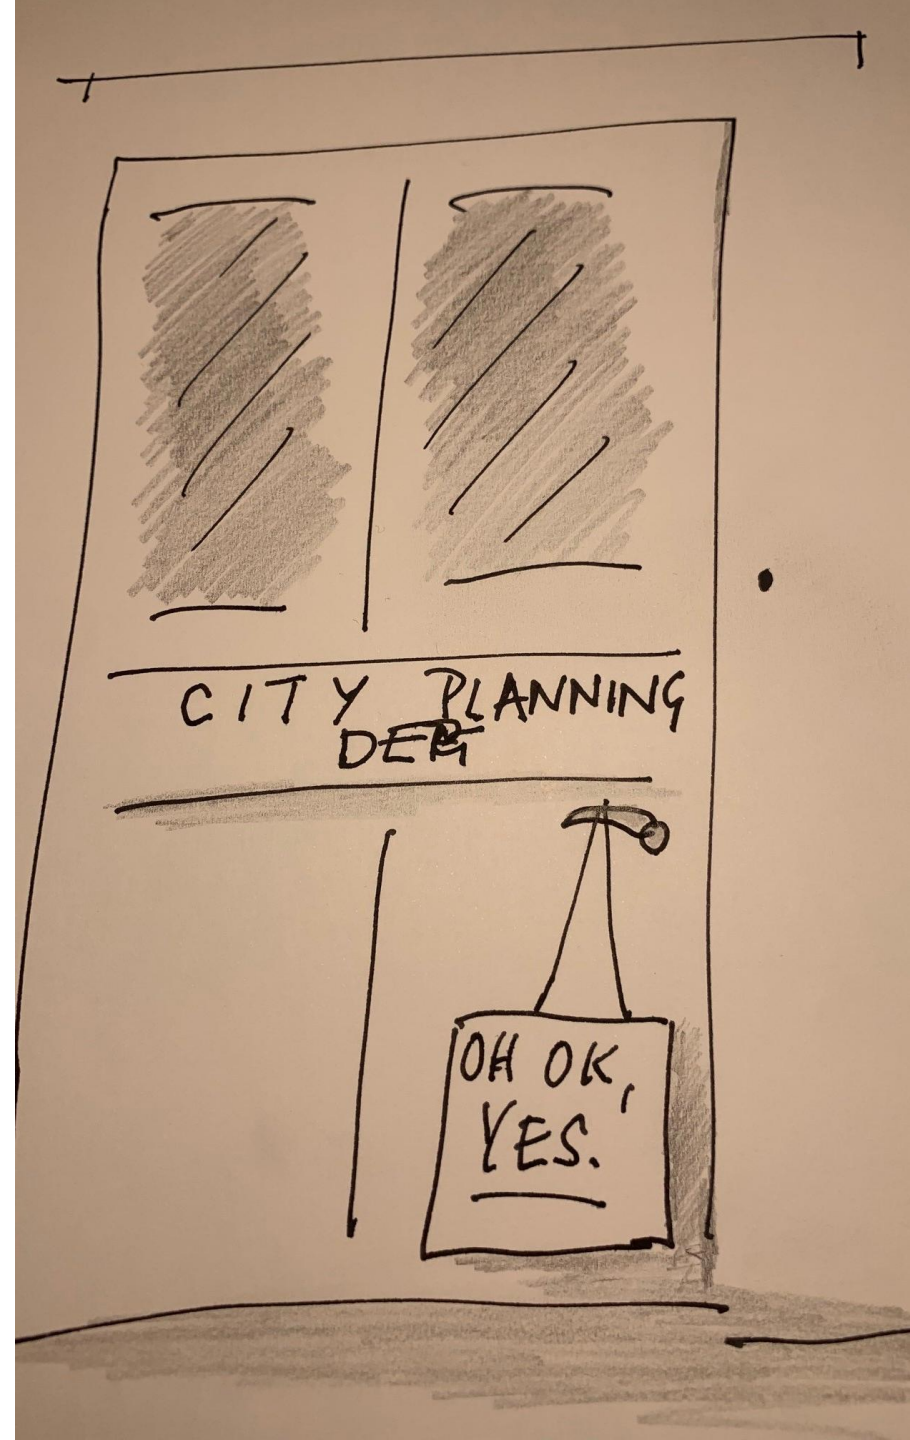 CITY PLANNING
DEPT
OH OK,
YES.